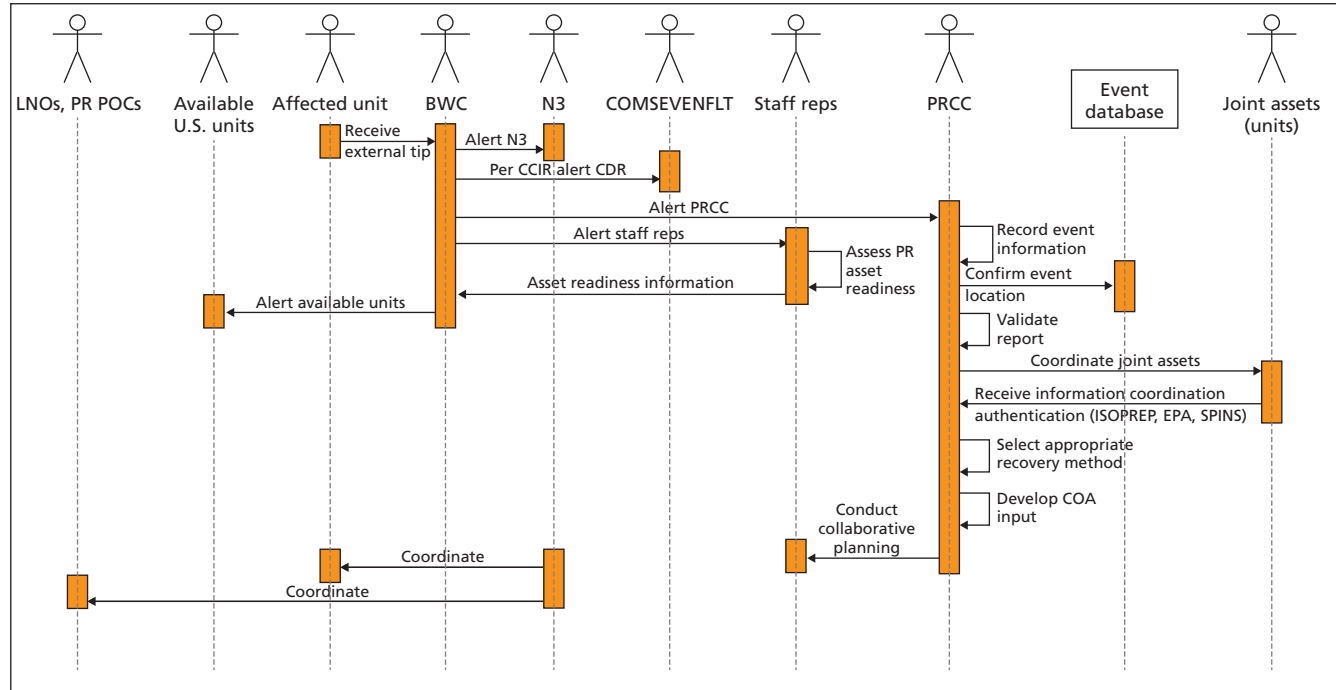 LNOs, PR POCs
Available
U.S. units
Affected unit
BWC
N3
COMSEVENFLT
Staff reps
PRCC
Event
database
Joint assets
(units)
Receive
external tip
Alert N3
Per CCIR alert CDR
Alert PRCC
Alert staff reps
Record event
information
Assess PR
asset
readiness
Confirm event
location
Asset readiness information
Alert available units
Validate
report
Coordinate joint assets
Receive information coordination
authentication (ISOPREP, EPA, SPINS)
Select appropriate
recovery method
Develop COA
input
Conduct
collaborative
planning
Coordinate
Coordinate